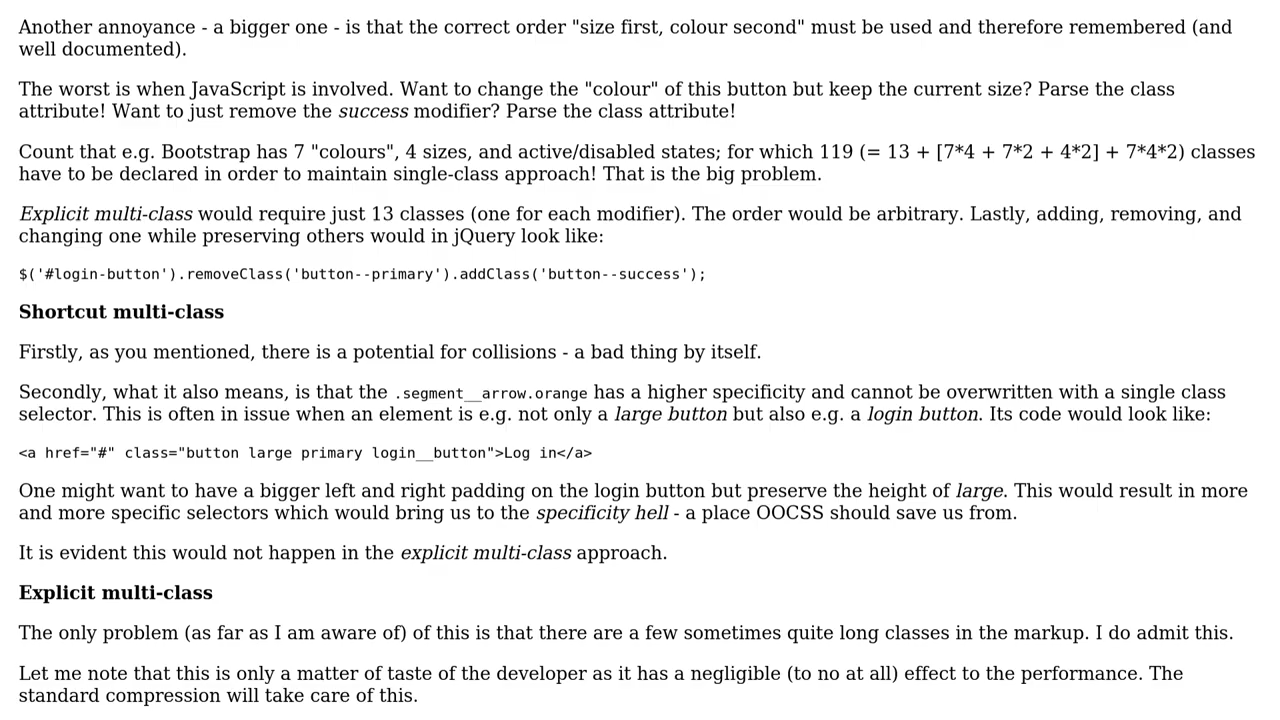 Another annoyance - a bigger one - is that the correct order "size first, colour second" must be used and therefore remembered (and
well documented).
The worst is when JavaScript is involved. Want to change the "colour" of this button but keep the current size? Parse the class
attribute! Want to just remove the success modifier? Parse the class attribute!
Count that e.g. Bootstrap has 7 "colours", 4 sizes, and active/disabled states; for which 119 (= 13 + [7*4 + 7*2 + 4*2] + 7*4*2) classes
have to be declared in order to maintain single-class approach! That is the big problem.
Explicit multi-class would require just 13 classes (one for each modifier). The order would be arbitrary. Lastly, adding, removing, and
changing one while preserving others would in jQuery look like:
$('#login-button').removeClass('button--primary').addClass('button--success');
Shortcut multi-class
Firstly, as you mentioned, there is a potential for collisions - a bad thing by itself.
Secondly, what it also means, is that the .segment__arrow.orange has a higher specificity and cannot be overwritten with a single class
selector. This is often in issue when an element is e.g. not only a large button but also e.g. a login button. Its code would look like:
<a href="#" class="button large primary login__button">Log in</a>
One might want to have a bigger left and right padding on the login button but preserve the height of large. This would result in more
and more specific selectors which would bring us to the specificity hell - a place OOCSS should save us from.
It is evident this would not happen in the explicit multi-class approach.
Explicit multi-class
The only problem (as far as I am aware of) of this is that there are a few sometimes quite long classes in the markup. I do admit this.
Let me note that this is only a matter of taste of the developer as it has a negligible (to no at all) effect to the performance. The
standard compression will take care of this.